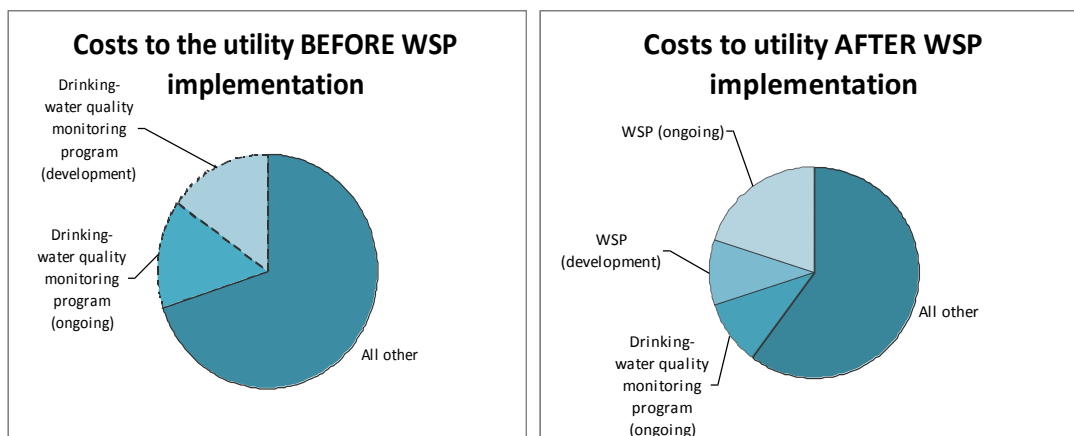 Costs to the utility BEFORE WSP
implementation
Drinking-
water quality
monitoring
program
(development)
Drinking-
water quality
monitoring
program
(ongoing)
All other
Costs to utility AFTER WSP
implementation
WSP (ongoing)
WSP
(development)
Drinking-
water quality
monitoring
program
(ongoing)
All other